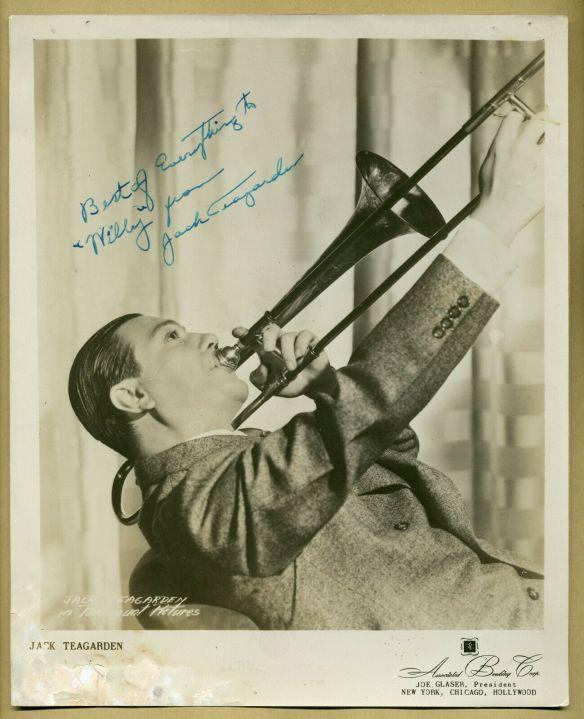 Best of Everything to
"Willy" from
Jack Teagarden
JACK TEAGARDEN
in Paramount Pictures
JACK TEAGARDEN
Associated Booking Corp.
JOE GLASER, President
NEW YORK, CHICAGO, HOLLYWOOD